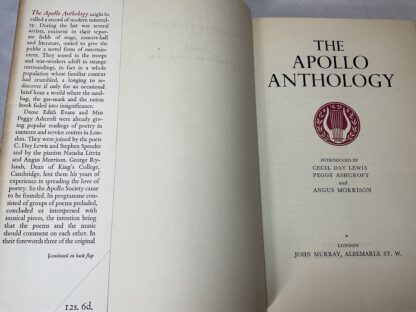 The Apollo Anthology might be
called a record of modern minstrel-
sy. During the last war several
artists, eminent in their sepa-
rate fields of stage, concert-hall
and literature, united to give the
public a novel form of entertain-
ment. They sensed in the troops
and war-workers adrift in strange
surroundings, in fact in a whole
population whose familiar context
had crumbled, a longing to re-
discover if only for an occasional
brief hour a world where the sand-
bag, the gas-mask and the ration
book faded into insignificance.
Dame Edith Evans and Miss
Peggy Ashcroft were already giv-
ing popular readings of poetry in
canteens and service centres in Lon-
don. They were joined by the poets
C. Day Lewis and Stephen Spender
and by the pianists Natasha Litvin
and Angus Morrison. George Ry-
lands, Dean of King's College,
Cambridge, lent them his years of
experience in spreading the love of
poetry. So the Apollo Society came
to be founded. In programme con-
sisted of groups of poems preluded,
concluded or interspersed with
musical pieces, the intention being
that the poems and the music
should comment on each other. In
their forewords three of the original
[continued on back flap
12s. 6d.
THE
APOLLO
ANTHOLOGY
INTRODUCED BY
CECIL DAY LEWIS
PEGGY ASHCROFT
and
ANGUS MORRISON
LONDON
JOHN MURRAY, ALBEMARLE ST. W.